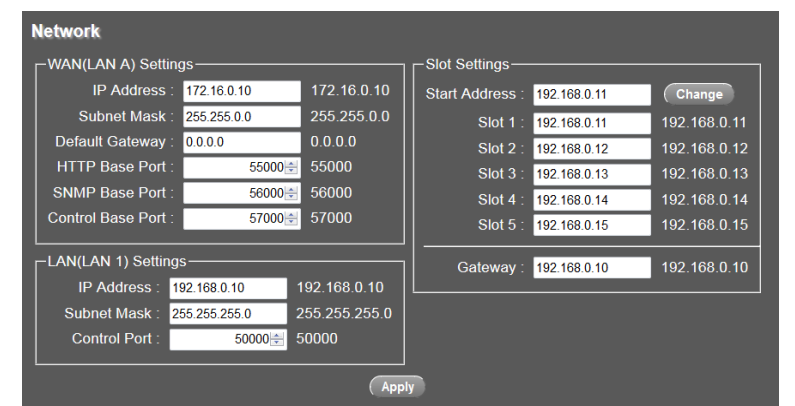 Network
WAN(LAN A) Settings
IP Address : 172.16.0.10 172.16.0.10
Subnet Mask : 255.255.0.0 255.255.0.0
Default Gateway : 0.0.0.0 0.0.0.0
HTTP Base Port : 55000 55000
SNMP Base Port : 56000 56000
Control Base Port : 57000 57000
LAN(LAN 1) Settings
IP Address : 192.168.0.10 192.168.0.10
Subnet Mask : 255.255.255.0 255.255.255.0
Control Port : 50000 50000
Slot Settings
Start Address : 192.168.0.11 Change
Slot 1 : 192.168.0.11 192.168.0.11
Slot 2 : 192.168.0.12 192.168.0.12
Slot 3 : 192.168.0.13 192.168.0.13
Slot 4 : 192.168.0.14 192.168.0.14
Slot 5 : 192.168.0.15 192.168.0.15
Gateway : 192.168.0.10 192.168.0.10
Apply